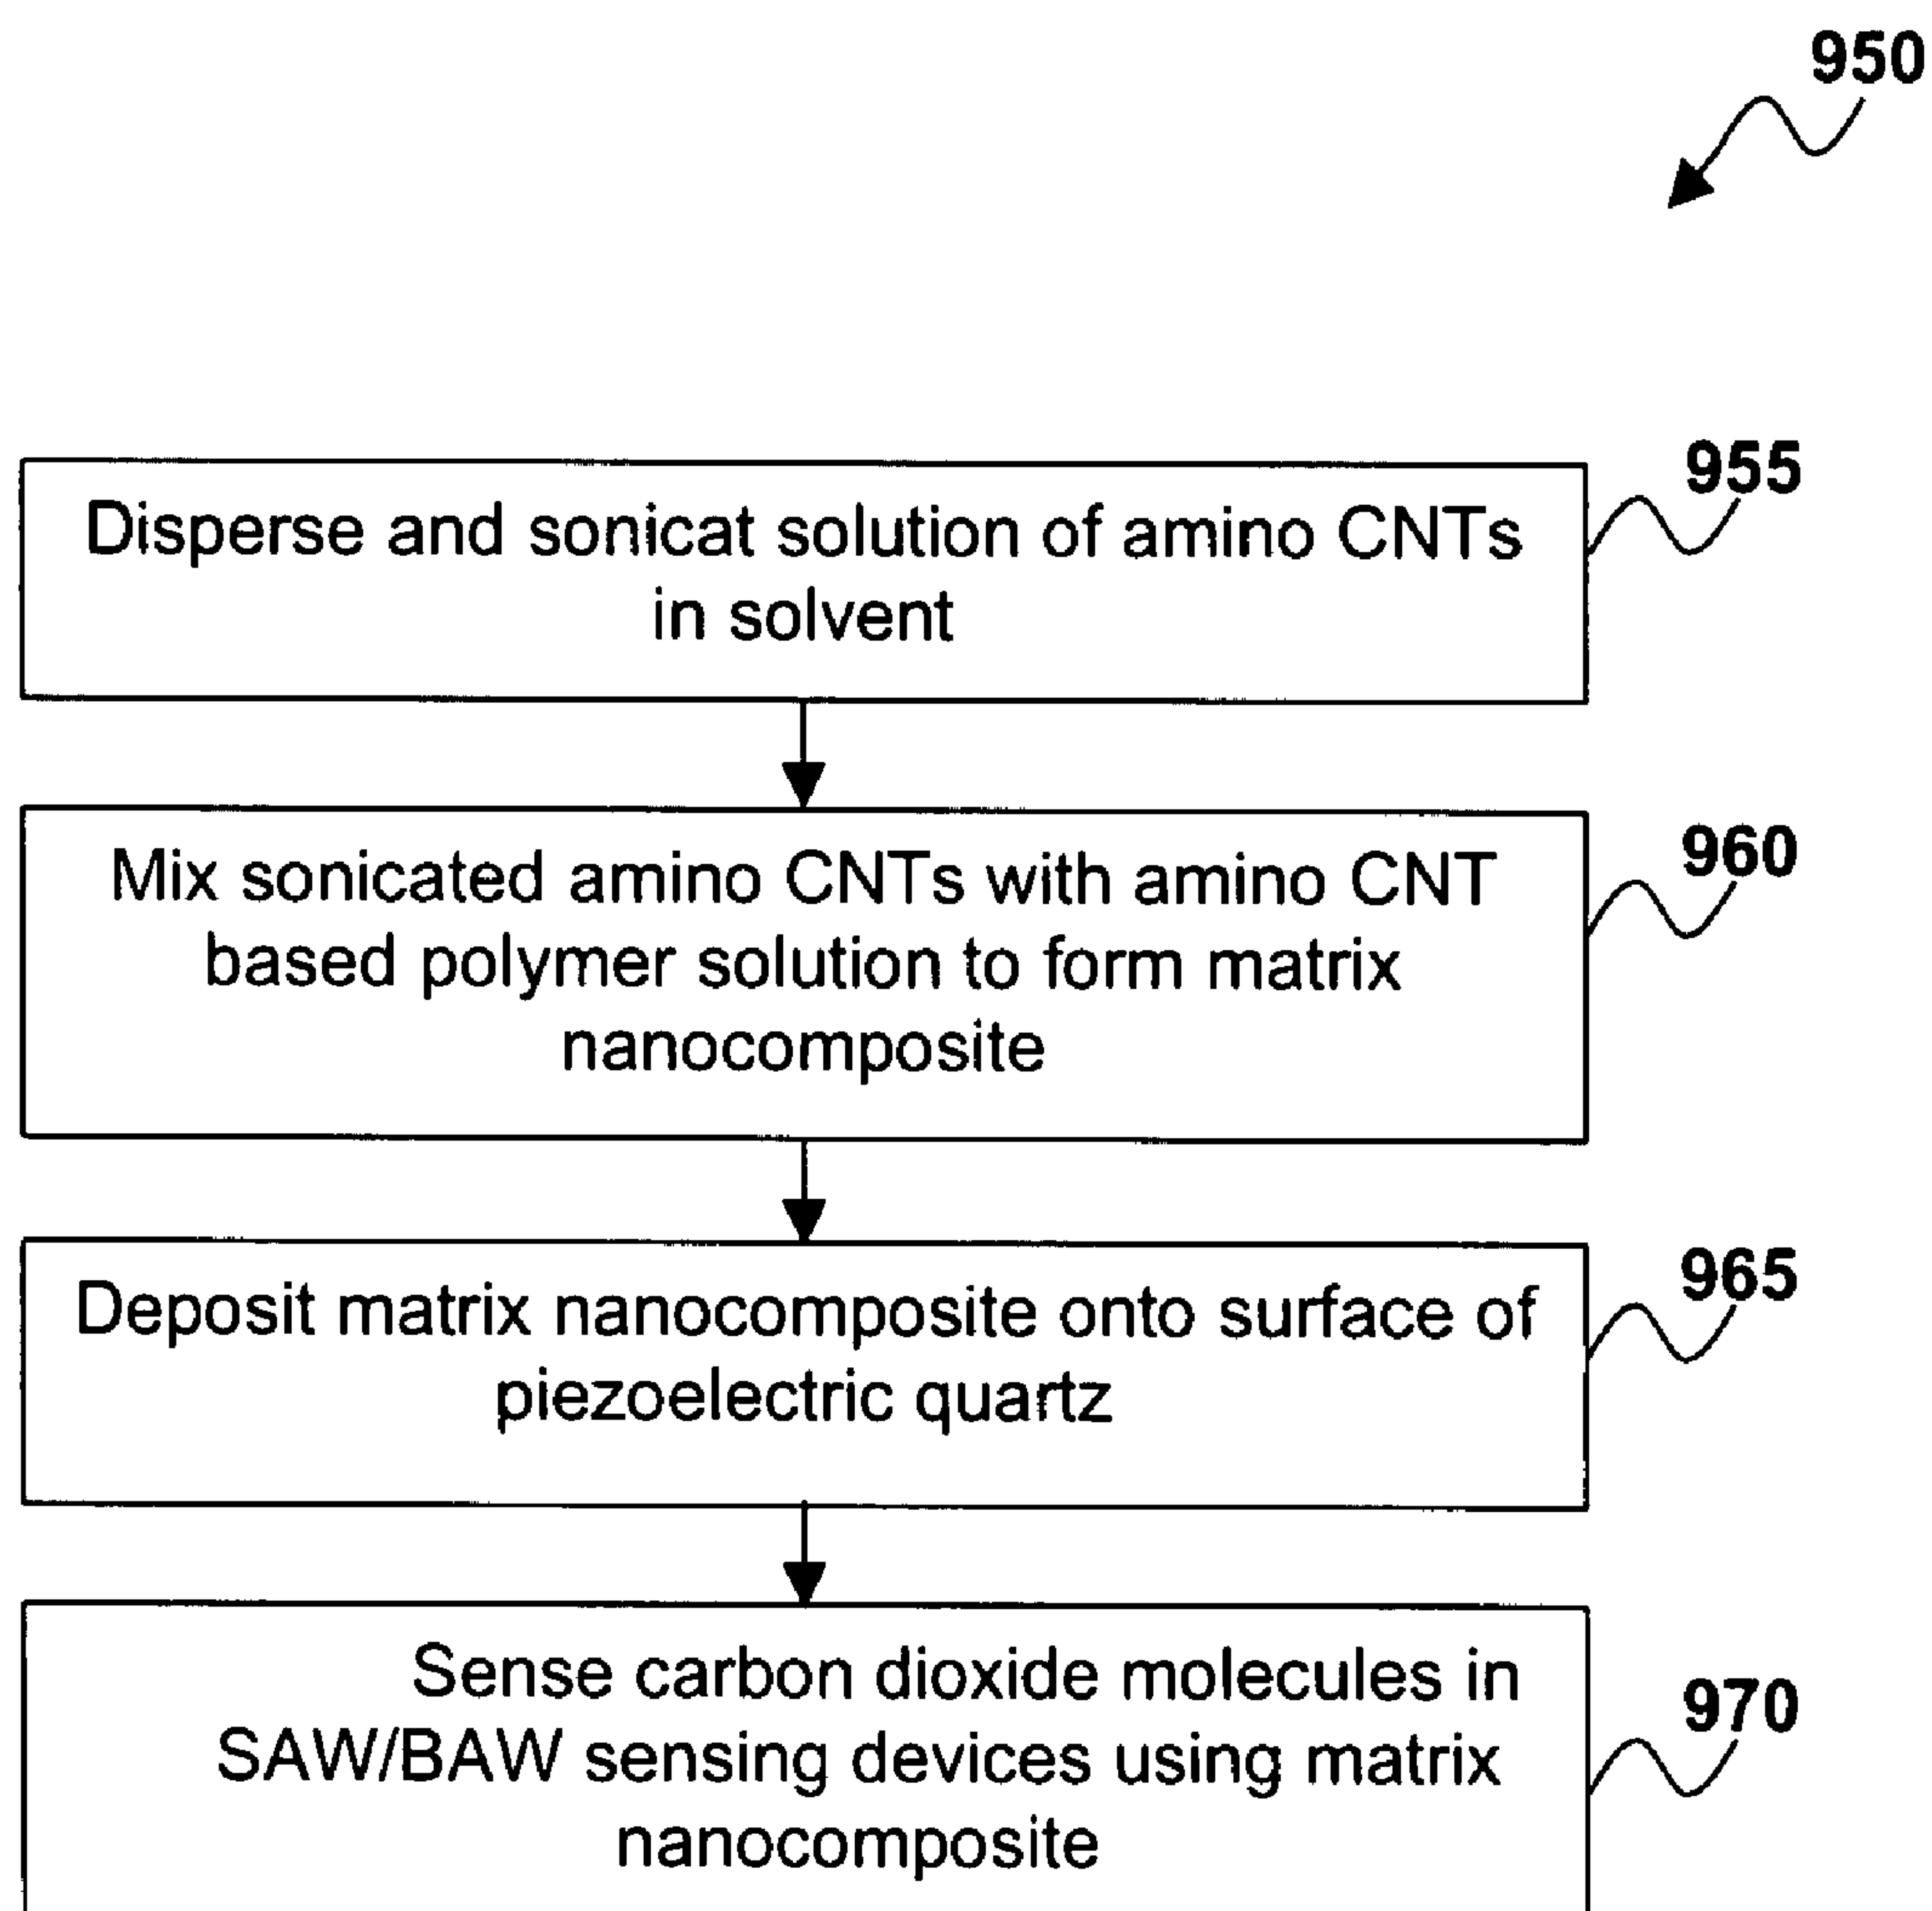 950
Disperse and sonicat solution of amino CNTs
in solvent
955
Mix sonicated amino CNTs with amino CNT
based polymer solution to form matrix
nanocomposite
960
Deposit matrix nanocomposite onto surface of
piezoelectric quartz
965
Sense carbon dioxide molecules in
SAW/BAW sensing devices using matrix
nanocomposite
970